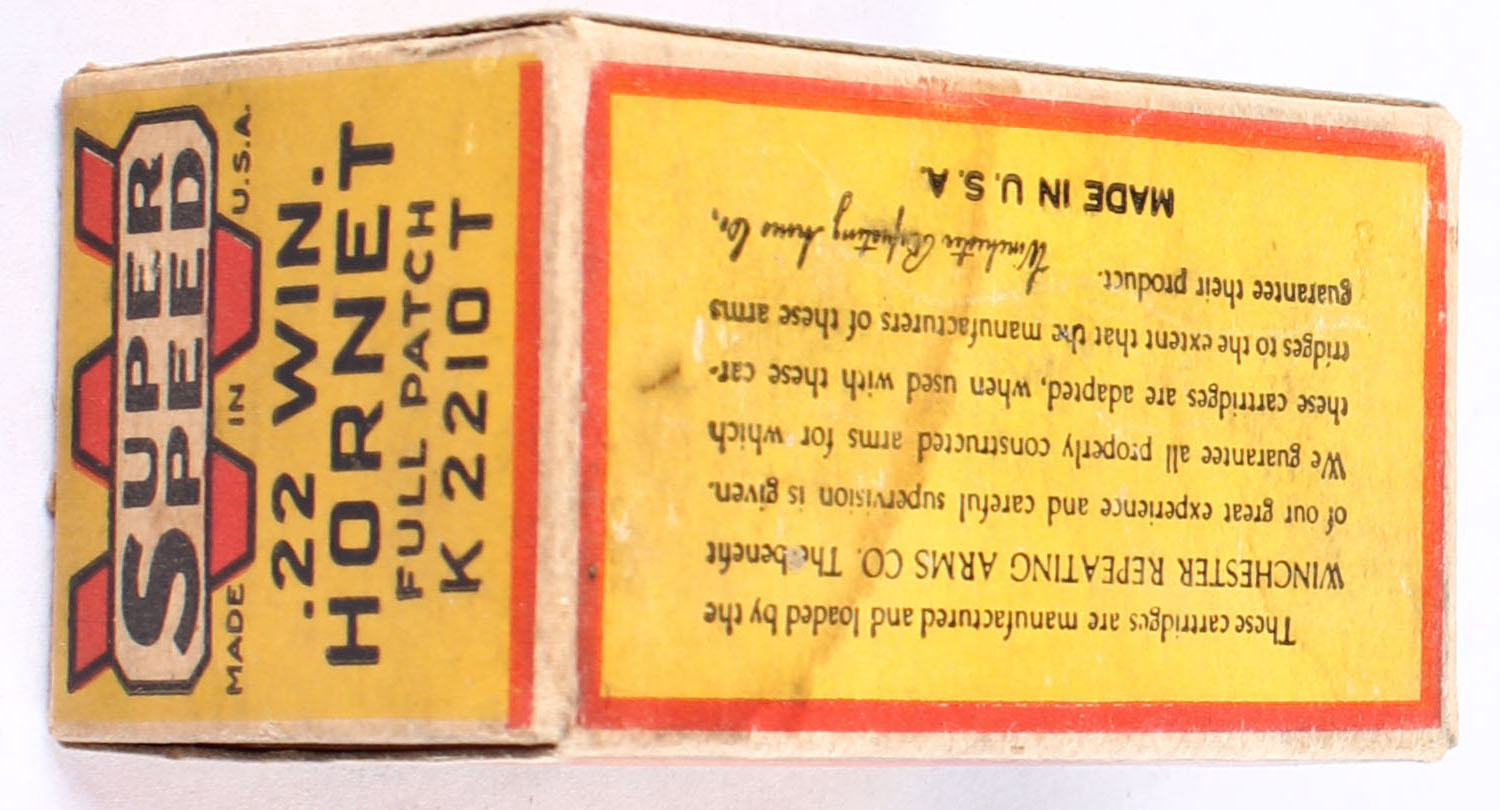 SUPER
SPEED
MADE IN U.S.A.
.22 WIN.
HORNET
FULL PATCH
K2210T
These cartridges are manufactured and loaded by the
WINCHESTER REPEATING ARMS CO. The benefit
of our great experience and careful supervision is given.
We guarantee all properly constructed arms for which
these cartridges are adapted, when used with these car-
tridges to the extent that the manufacturers of these arms
guarantee their product.
Winchester Repeating Arms Co.,
MADE IN U.S.A.